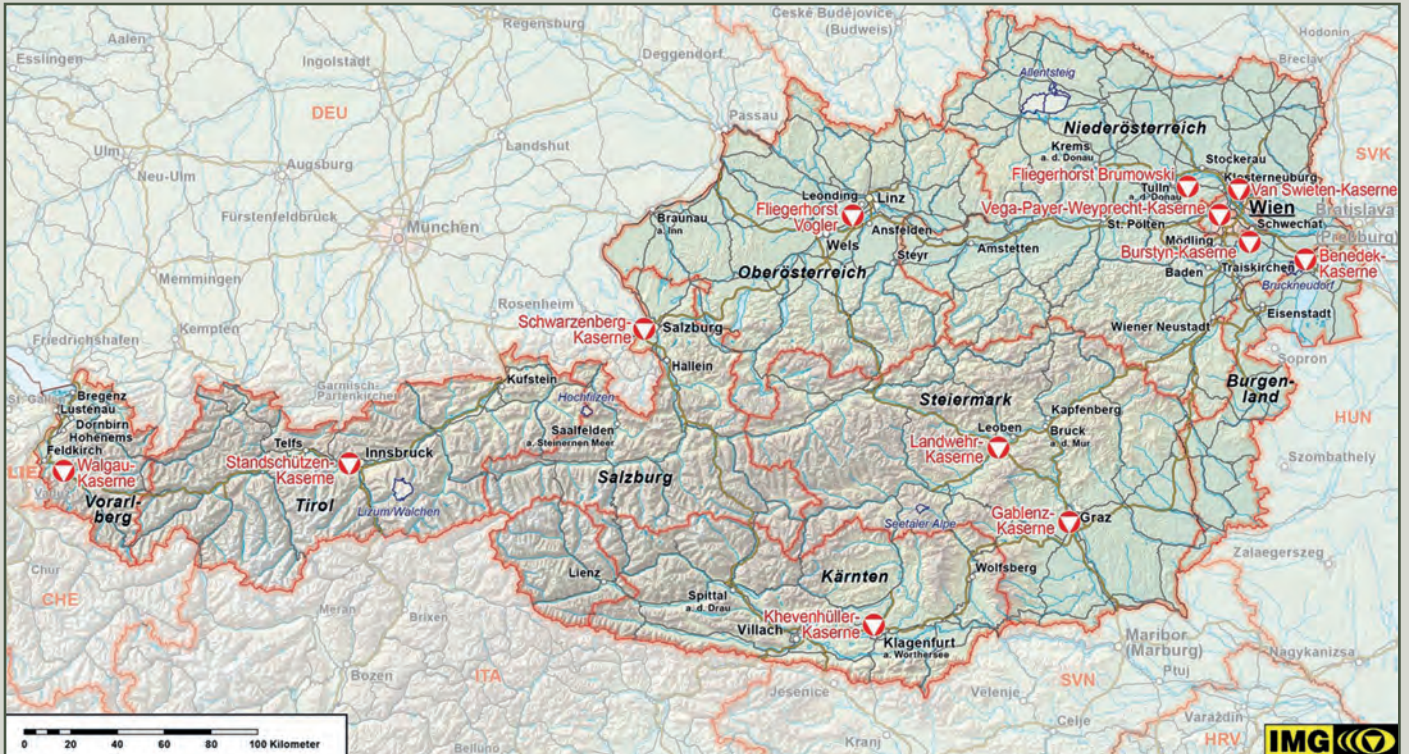 České Budějovice
(Budweis)
Hodonin
Regensburg
Aalen
Esslingen
Ingolstadt
Deggendorf
Břeclav
Allentsteig
DEU
Passau
Niederösterreich
Landshut
Krems
a. d. Donau
Stockerau
SVK
Ulm
Neu-Ulm
Augsburg
Klosterneuburg
Fliegerhorst Brumowski
Tulln
a. d. Donau
Van Swieten-Kaserne
Leonding
Linz
Vega-Payer-Weyprecht-Kaserne
Wien
Bratislava
(Preßburg)
Fürstenfeldbruck
München
Braunau
a. Inn
Fliegerhorst
Vogler
Ansfelden
St. Pölten
Schwechat
Wels
Steyr
Amstetten
Mödling
Burstyn-Kaserne
Benedek-
Kaserne
Oberösterreich
Baden
Traiskirchen
Bruckneudorf
Memmingen
Rosenheim
Schwarzenberg-
Kaserne
Salzburg
Wiener Neustadt
Eisenstadt
Kempten
Friedrichshafen
Hallein
Sopron
Garmisch-
Partenkirchen
Kufstein
Burgen-
land
St. Gallen
Bregenz
Lustenau
Dornbirn
Hohenems
Feldkirch
Hochfilzen
Steiermark
Kapfenberg
HUN
Saalfelden
a. Steinernen Meer
Leoben
Bruck
a. d. Mur
Telfs
Innsbruck
Landwehr-
Kaserne
Szombathely
LIE
Walgau-
Kaserne
Standschützen-
Kaserne
Salzburg
Vaduz
Vorarl-
berg
Tirol
Lizum/Walchen
Seetaler Alpe
Gablenz-
Kaserne
Graz
Zalaegerszeg
Chur
CHE
Lienz
Kärnten
Wolfsberg
Meran
Brixen
Spittal
a. d. Drau
Khevenhüller-
Kaserne
Villach
Klagenfurt
a. Wörthersee
Maribor
(Marburg)
Nagykanizsa
Bozen
ITA
Ptuj
Jesenice
Velenje
SVN
Celje
Varaždin
0 20 40 60 80 100 Kilometer
Belluno
Kranj
HRV
IMG